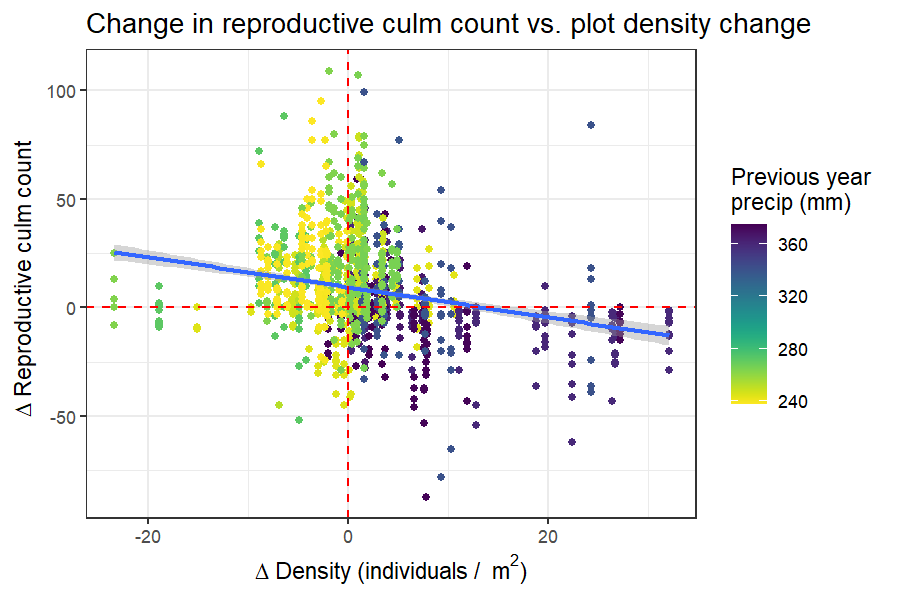 Change in reproductive culm count vs. plot density change
Δ Reproductive culm count
100
50
0
-50
-20
0
20
Δ Density (individuals / m²)
Previous year
precip (mm)
360
320
280
240